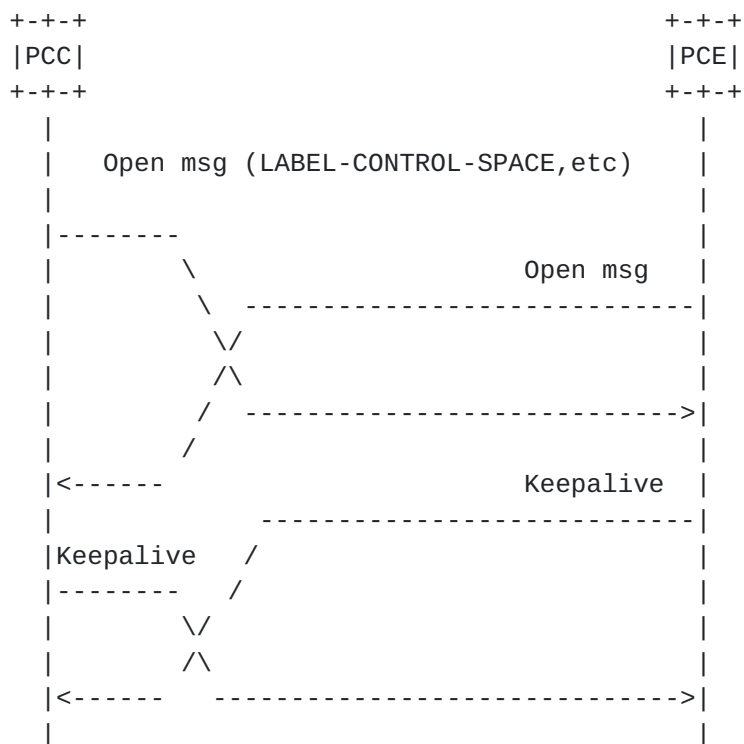 +-+-+                                      +-+-+
|PCC|                                      |PCE|
+-+-+                                      +-+-+
  |                                          |
  |   Open msg (LABEL-CONTROL-SPACE,etc)     |
  |                                          |
  |--------                                  |
  |        \                     Open msg    |
  |         \  ------------------------------|
  |          \/                              |
  |          /\                              |
  |         /  ----------------------------->|
  |        /                                 |
  |<------                       Keepalive   |
  |             -----------------------------|
  |Keepalive   /                             |
  |--------   /                              |
  |        \/                                |
  |        /\                                |
  |<------   ------------------------------->|
  |                                          |